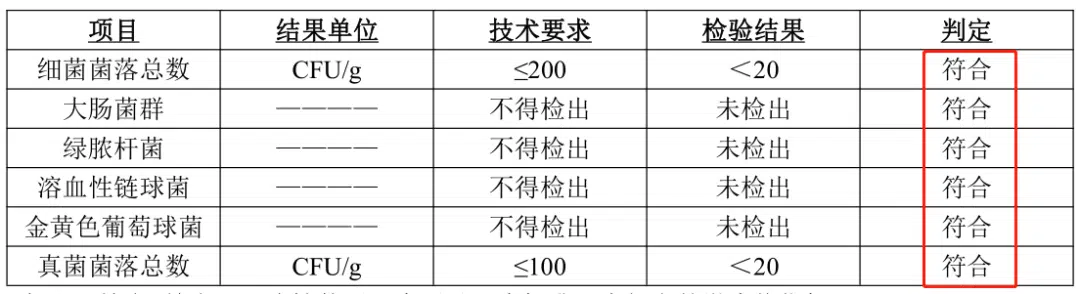 项目 结果单位 技术要求 检验结果 判定
细菌菌落总数 CFU/g ≤200 <20 符合
大肠菌群 ———— 不得检出 未检出 符合
绿脓杆菌 ———— 不得检出 未检出 符合
溶血性链球菌 ———— 不得检出 未检出 符合
金黄色葡萄球菌 ———— 不得检出 未检出 符合
真菌菌落总数 CFU/g ≤100 <20 符合